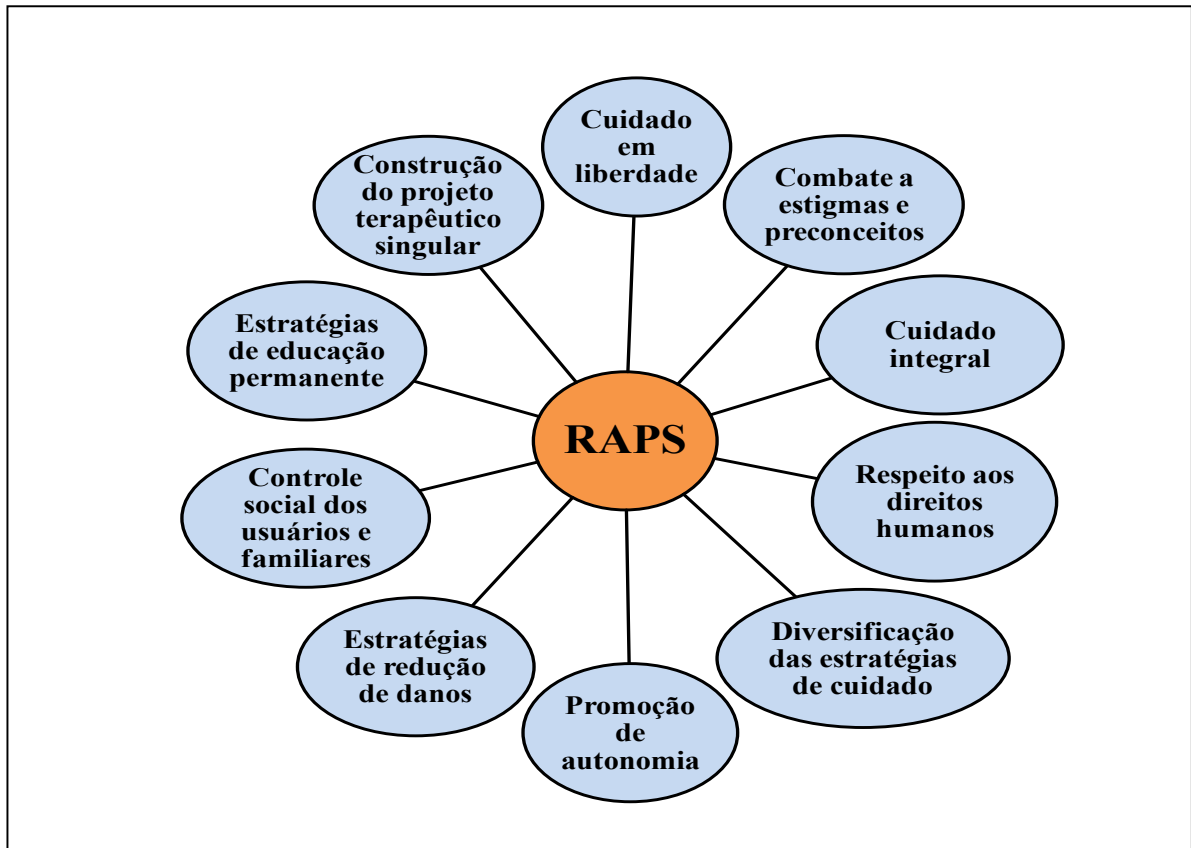 Cuidado
em
liberdade
Construção
do projeto
terapêutico
singular
Combate a
estigmas e
preconceitos
Estratégias
de educação
permanente
Cuidado
integral
RAPS
Controle
social dos
usuários e
familiares
Respeito aos
direitos
humanos
Estratégias
de redução
de danos
Diversificação
das estratégias
de cuidado
Promoção
de
autonomia